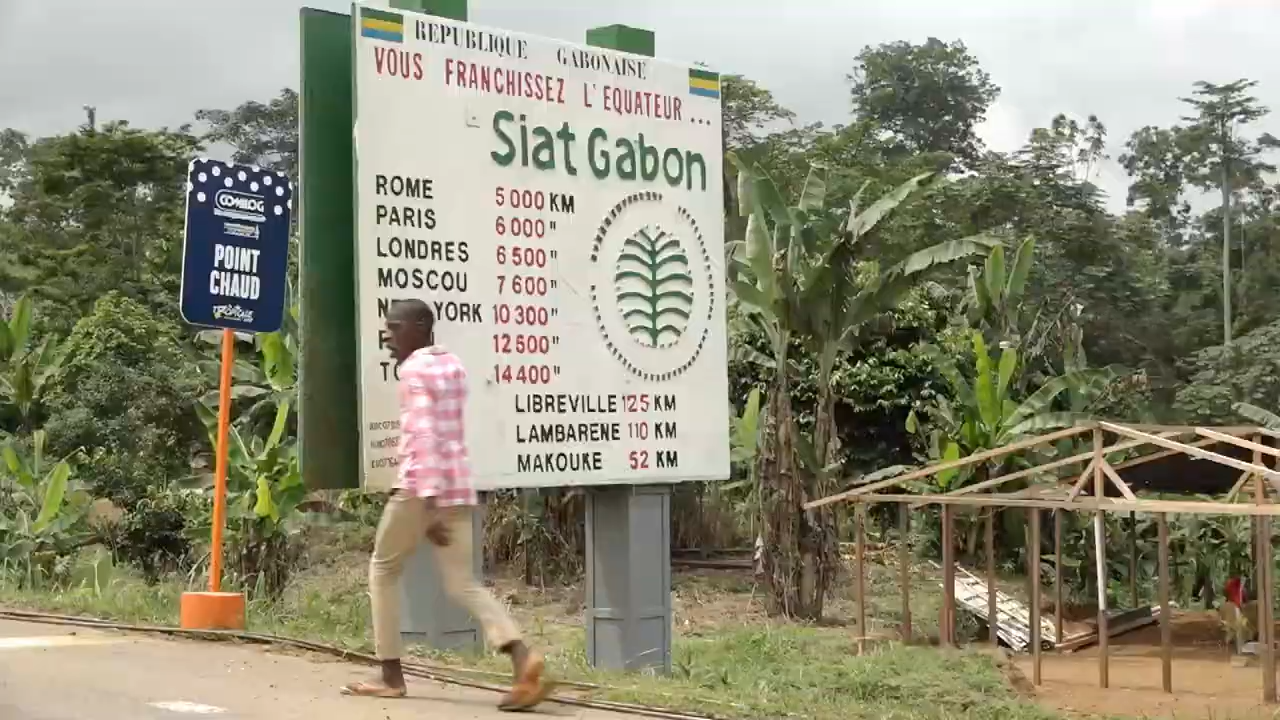 REPUBLIQUE GABONAISE
VOUS FRANCHISSEZ L'EQUATEUR...
Siat Gabon
ROME 5 000 KM
PARIS 6 000 "
LONDRES 6 500 "
MOSCOU 7 600 "
YORK 10 300 "
12 500 "
14 400 "
LIBREVILLE 125 KM
LAMBARENE 110 KM
MAKOUKE 52 KM
COMILOG
POINT
CHAUD